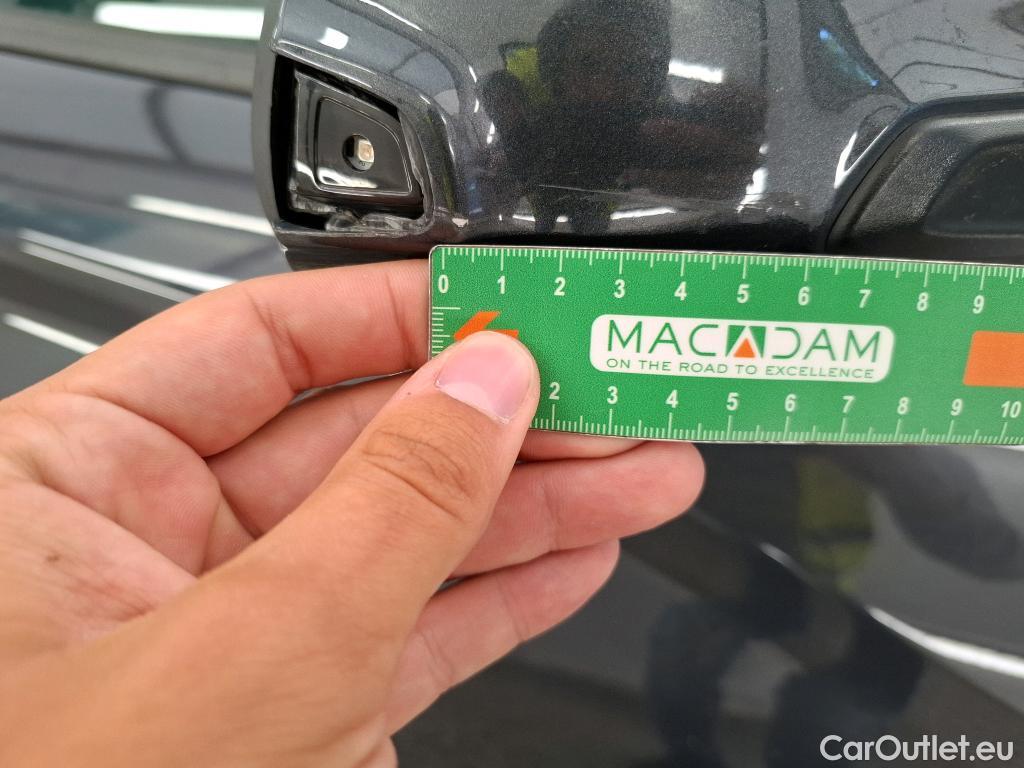 0 1 2 3 4 5 6 7 8 9
MACADAM
ON THE ROAD TO EXCELLENCE
2 3 4 5 6 7 8 9 10
CarOutlet.eu